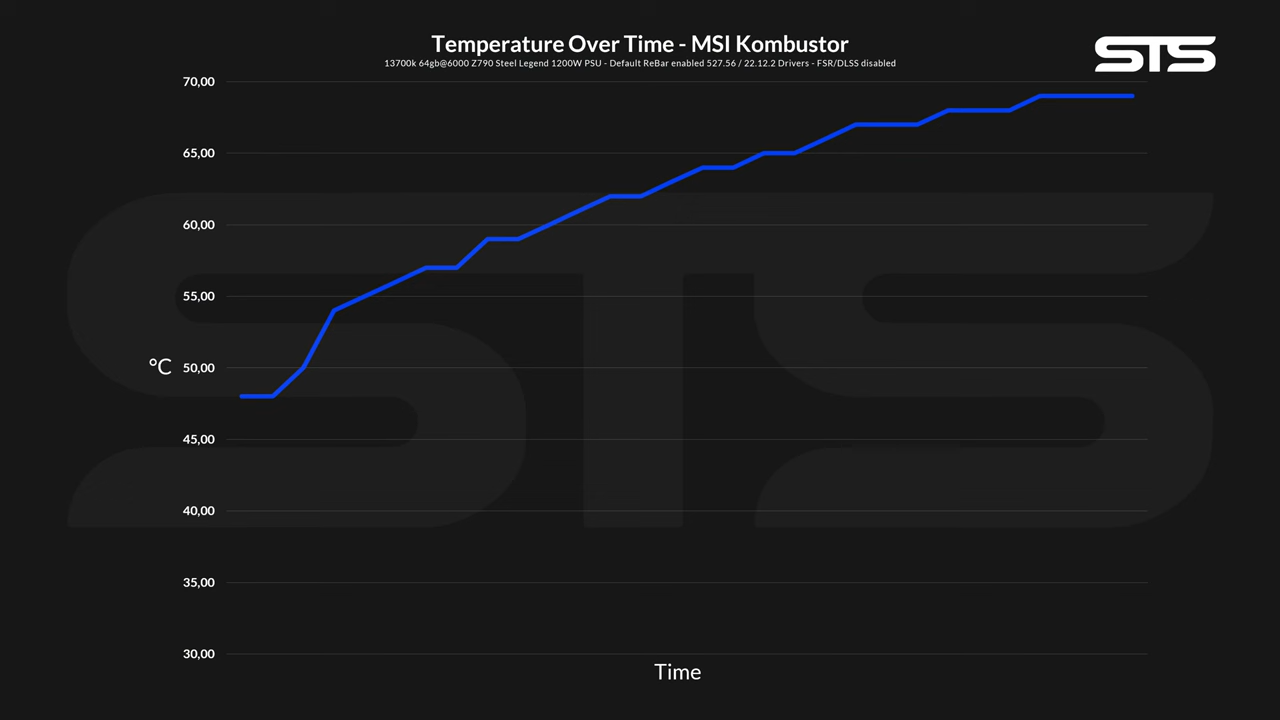 Temperature Over Time - MSI Kombustor
STS
13700k 64gb@6000 Z790 Steel Legend 1200W PSU - Default ReBar enabled 527.56 / 22.12.2 Drivers - FSR/DLSS disabled
70,00
65,00
60,00
55,00
°C
50,00
45,00
40,00
35,00
30,00
Time
STS